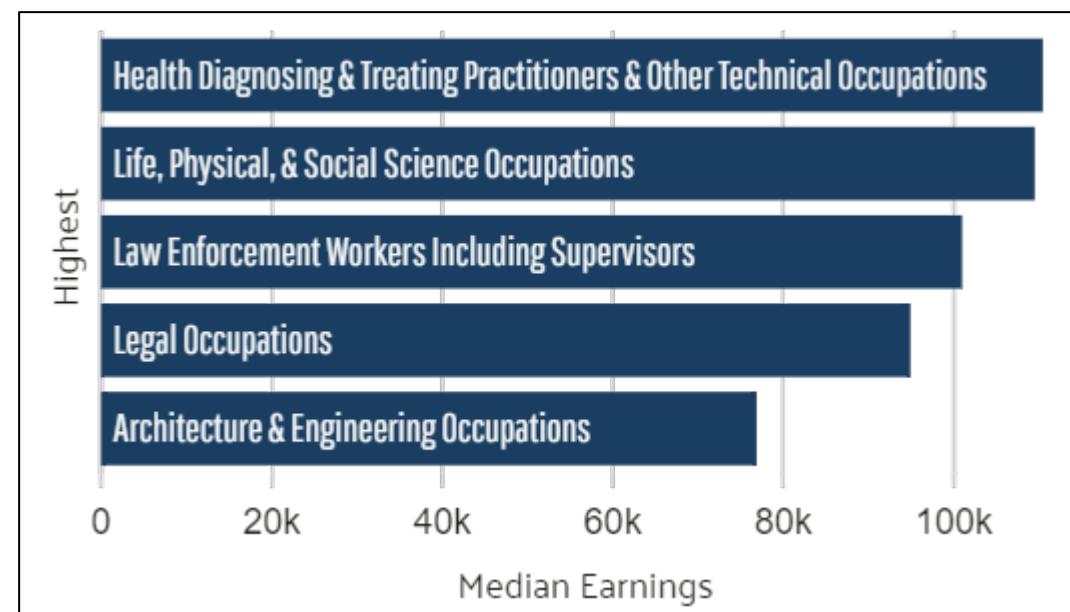 Health Diagnosing & Treating Practitioners & Other Technical Occupations
Life, Physical, & Social Science Occupations
Law Enforcement Workers Including Supervisors
Legal Occupations
Architecture & Engineering Occupations
Highest
0 20k 40k 60k 80k 100k
Median Earnings